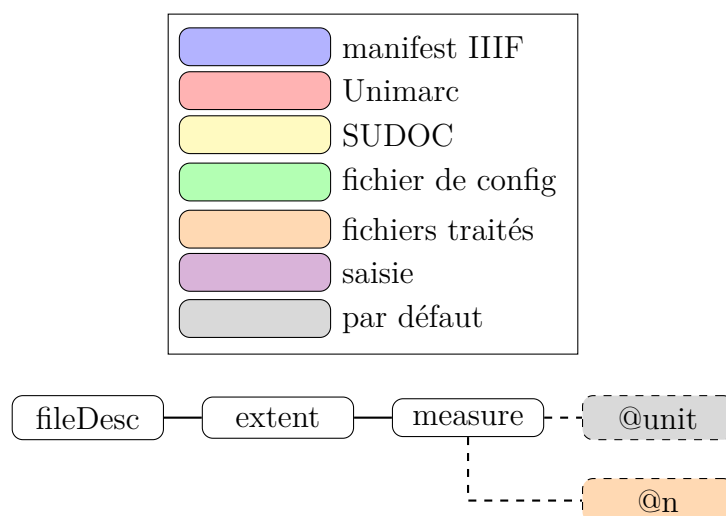 manifest IIIF
Unimarc
SUDOC
fichier de config
fichiers traités
saisie
par défaut
fileDesc extent measure @unit
@n